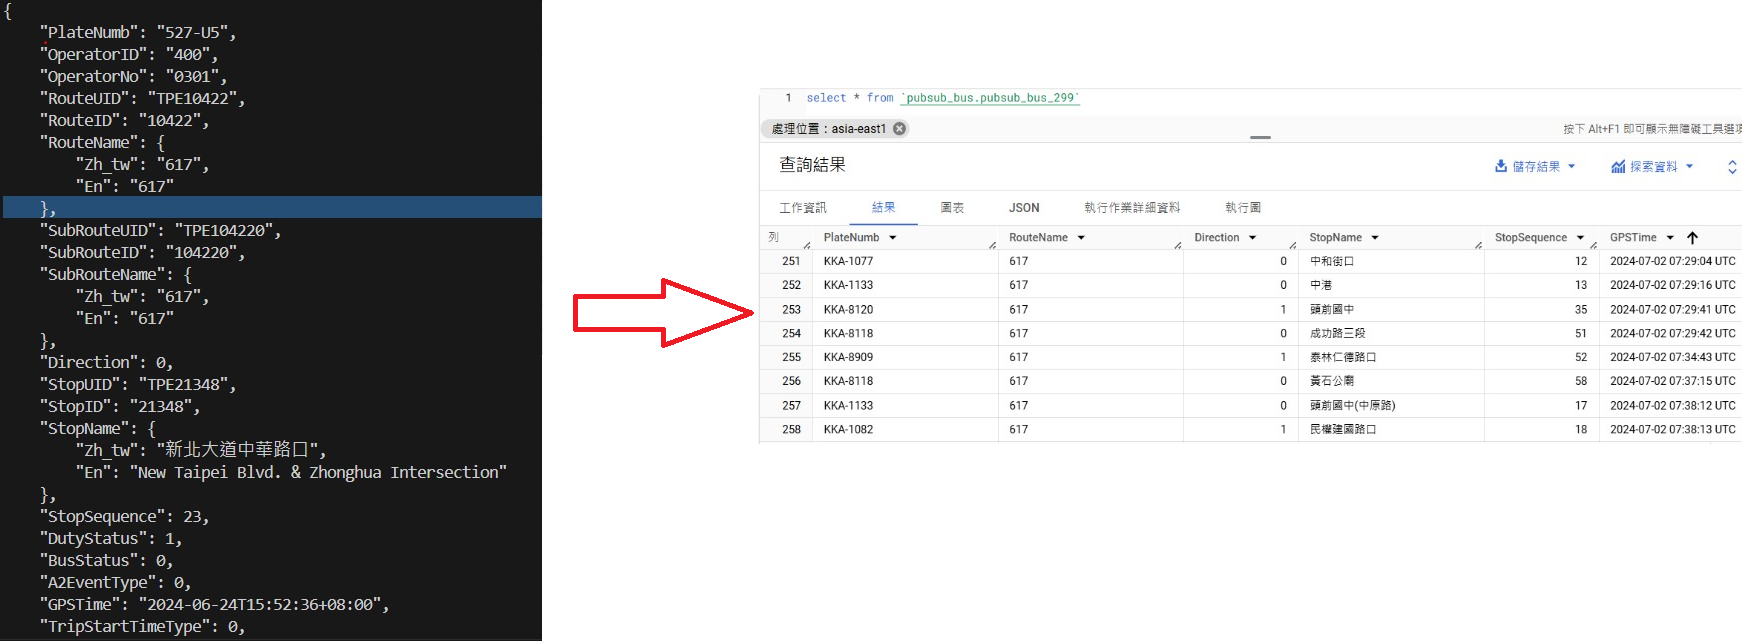 {
"PlateNumb": "527-U5",
"OperatorID": "400",
"OperatorNo": "0301",
"RouteUID": "TPE10422",
"RouteID": "10422",
"RouteName": {
"Zh_tw": "617",
"En": "617"
},
"SubRouteUID": "TPE104220",
"SubRouteID": "104220",
"SubRouteName": {
"Zh_tw": "617",
"En": "617"
},
"Direction": 0,
"StopUID": "TPE21348",
"StopID": "21348",
"StopName": {
"Zh_tw": "新北大道中華路口",
"En": "New Taipei Blvd. & Zhonghua Intersection"
},
"StopSequence": 23,
"DutyStatus": 1,
"BusStatus": 0,
"A2EventType": 0,
"GPSTime": "2024-06-24T15:52:36+08:00",
"TripStartTimeType": 0,
1 select * from `pubsub_bus.pubsub_bus_299`
處理位置：asia-east1
按下 Alt+F1 即可顯示無障礙工具選項
查詢結果 儲存結果 探索資料
工作資訊 結果 圖表 JSON 執行作業詳細資料 執行圖
列 PlateNumb RouteName Direction StopName StopSequence GPSTime
251 KKA-1077 617 0 中和街口 12 2024-07-02 07:29:04 UTC
252 KKA-1133 617 0 中港 13 2024-07-02 07:29:16 UTC
253 KKA-8120 617 1 頭前國中 35 2024-07-02 07:29:41 UTC
254 KKA-8118 617 0 成功路三段 51 2024-07-02 07:29:42 UTC
255 KKA-8909 617 1 泰林仁德路口 52 2024-07-02 07:34:43 UTC
256 KKA-8118 617 0 黃石公廟 58 2024-07-02 07:37:15 UTC
257 KKA-1133 617 0 頭前國中(中原路) 17 2024-07-02 07:38:12 UTC
258 KKA-1082 617 1 民權建國路口 18 2024-07-02 07:38:13 UTC